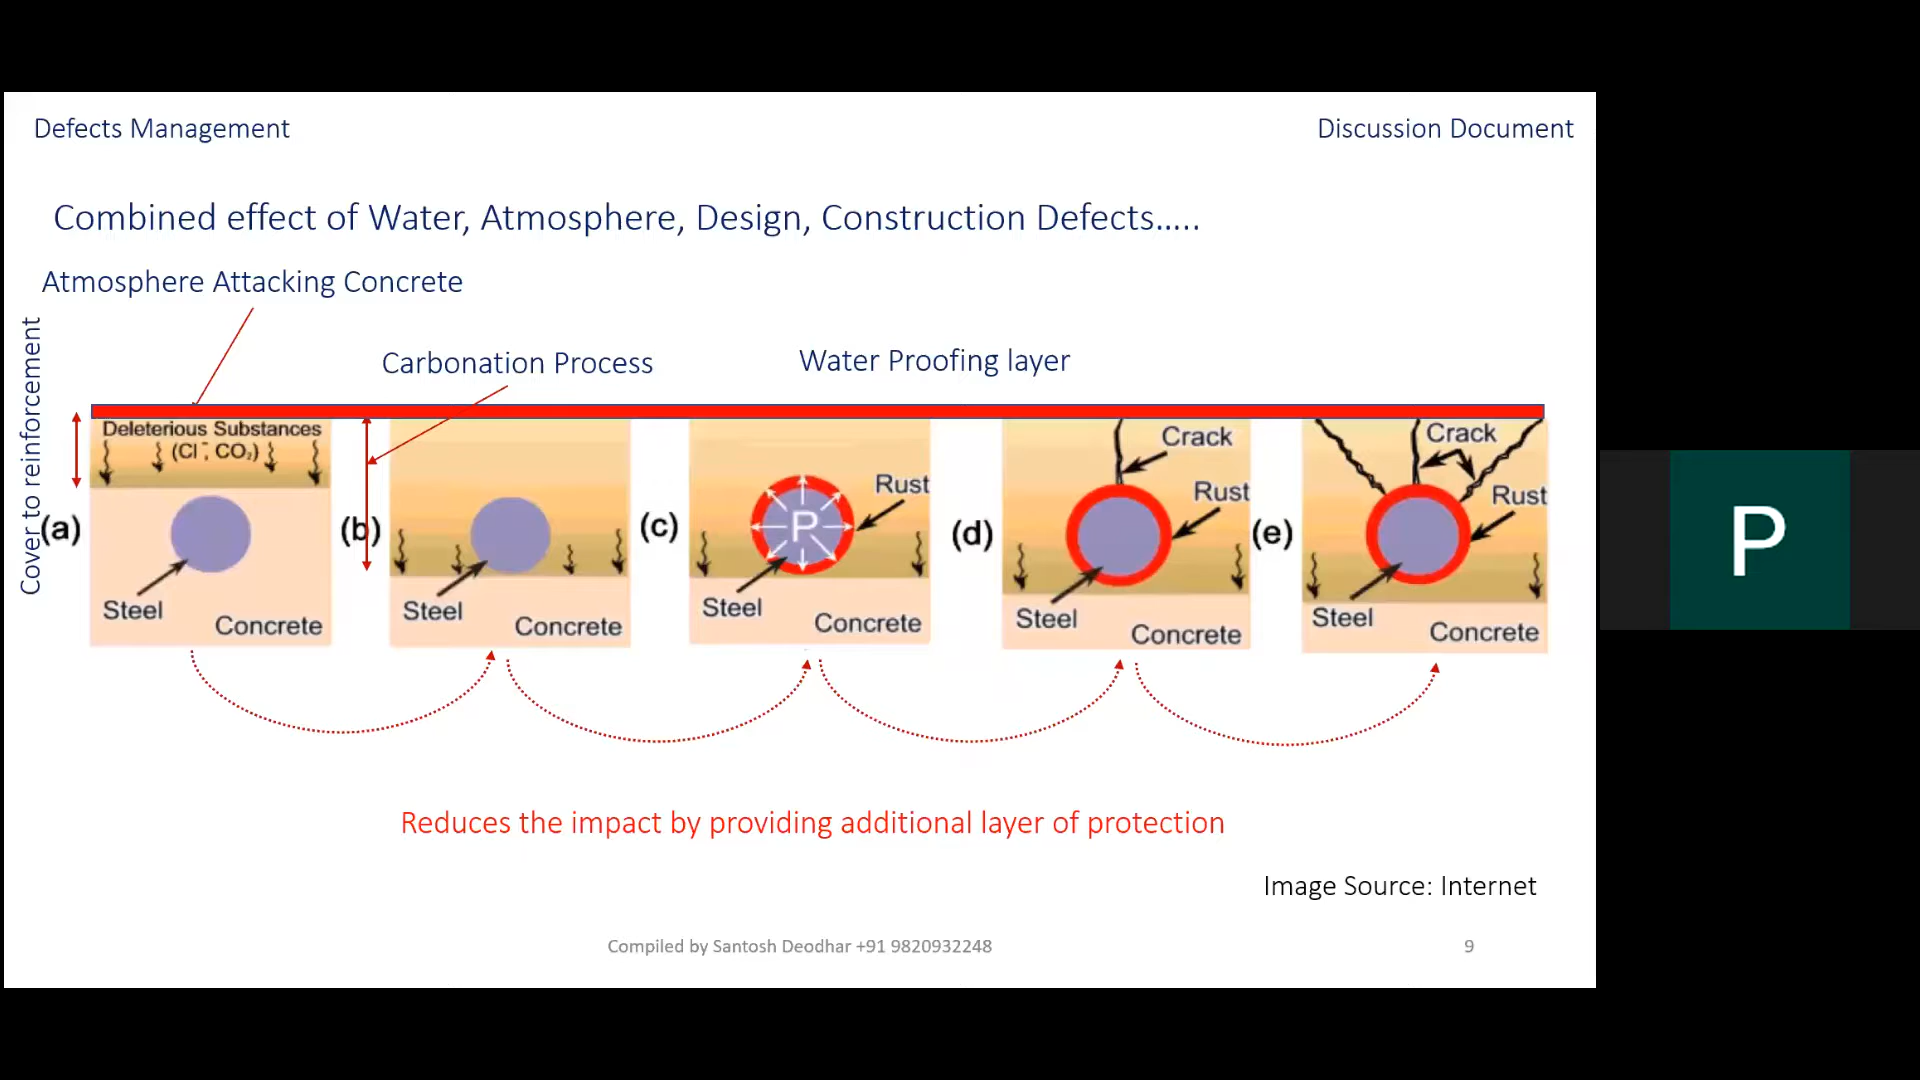 Defects Management
Discussion Document
Combined effect of Water, Atmosphere, Design, Construction Defects.....
Atmosphere Attacking Concrete
Cover to reinforcement
Carbonation Process
Water Proofing layer
Deleterious Substances
(Cl⁻, CO₂)
(a)
Steel
Concrete
(b)
Steel
Concrete
(c)
P
Rust
Steel
Concrete
(d)
Crack
Rust
Steel
Concrete
(e)
Crack
Rust
Steel
Concrete
Reduces the impact by providing additional layer of protection
Image Source: Internet
Compiled by Santosh Deodhar +91 9820932248
9
P